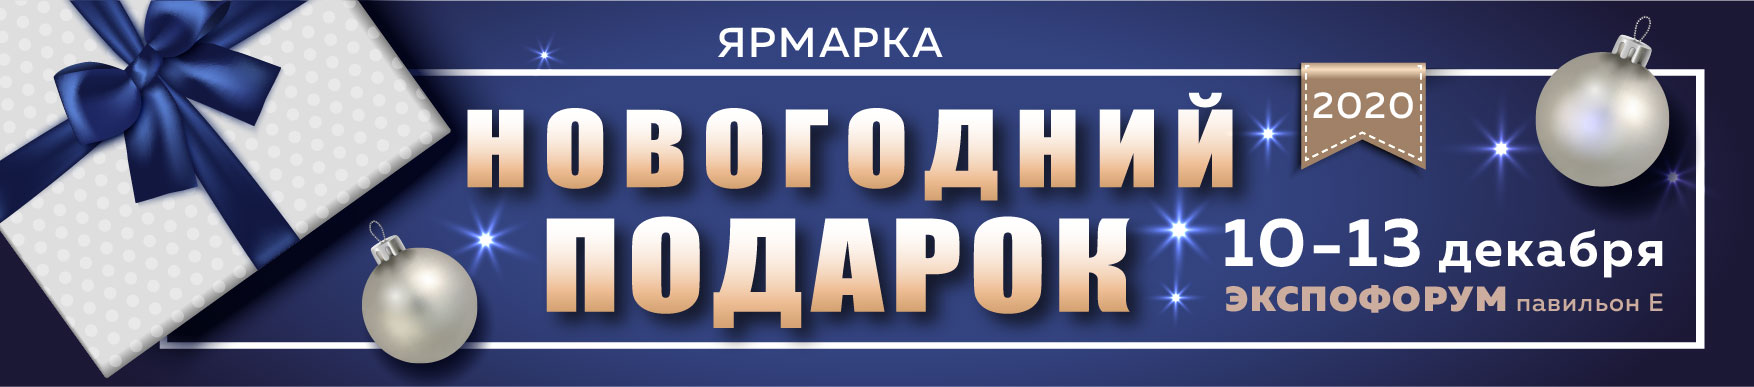 ЯРМАРКА
НОВОГОДНИЙ
2020
ПОДАРОК
10-13 декабря
ЭКСПОФОРУМ павильон Е